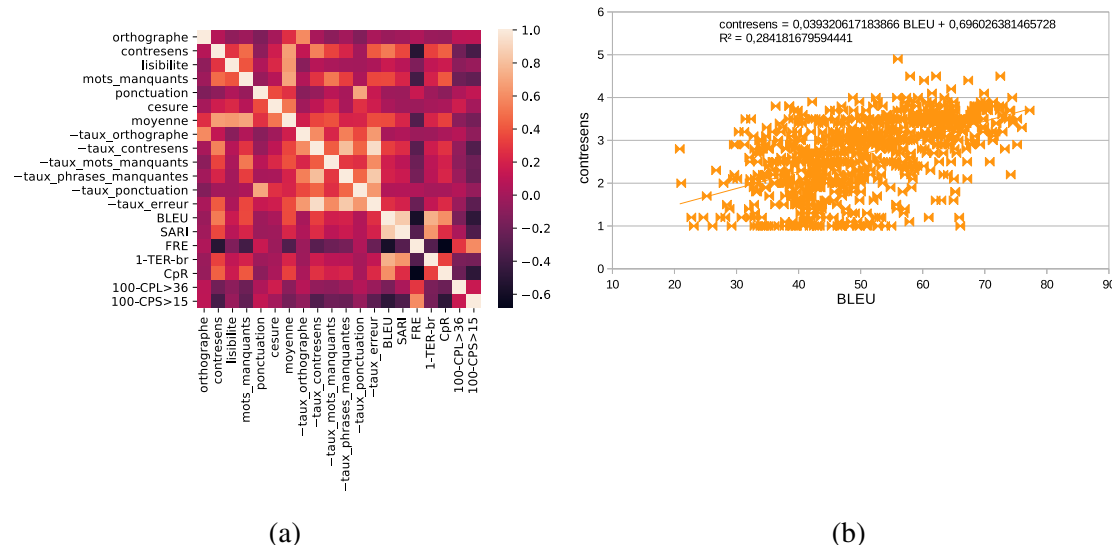 orthographe
contresens
lisibilite
mots_manquants
ponctuation
cesure
moyenne
−taux_orthographe
−taux_contresens
−taux_mots_manquants
−taux_phrases_manquantes
−taux_ponctuation
−taux_erreur
BLEU
SARI
FRE
1-TER-br
CpR
100-CPL>36
100-CPS>15
orthographe
contresens
lisibilite
mots_manquants
ponctuation
cesure
moyenne
−taux_orthographe
−taux_contresens
−taux_mots_manquants
−taux_phrases_manquantes
−taux_ponctuation
−taux_erreur
BLEU
SARI
FRE
1-TER-br
CpR
100-CPL>36
100-CPS>15
1.0
0.8
0.6
0.4
0.2
0.0
−0.2
−0.4
−0.6
(a)
contresens = 0,039320617183866 BLEU + 0,696026381465728
R² = 0,284181679594441
contresens
6
5
4
3
2
1
0
10 20 30 40 50 60 70 80 90
BLEU
(b)